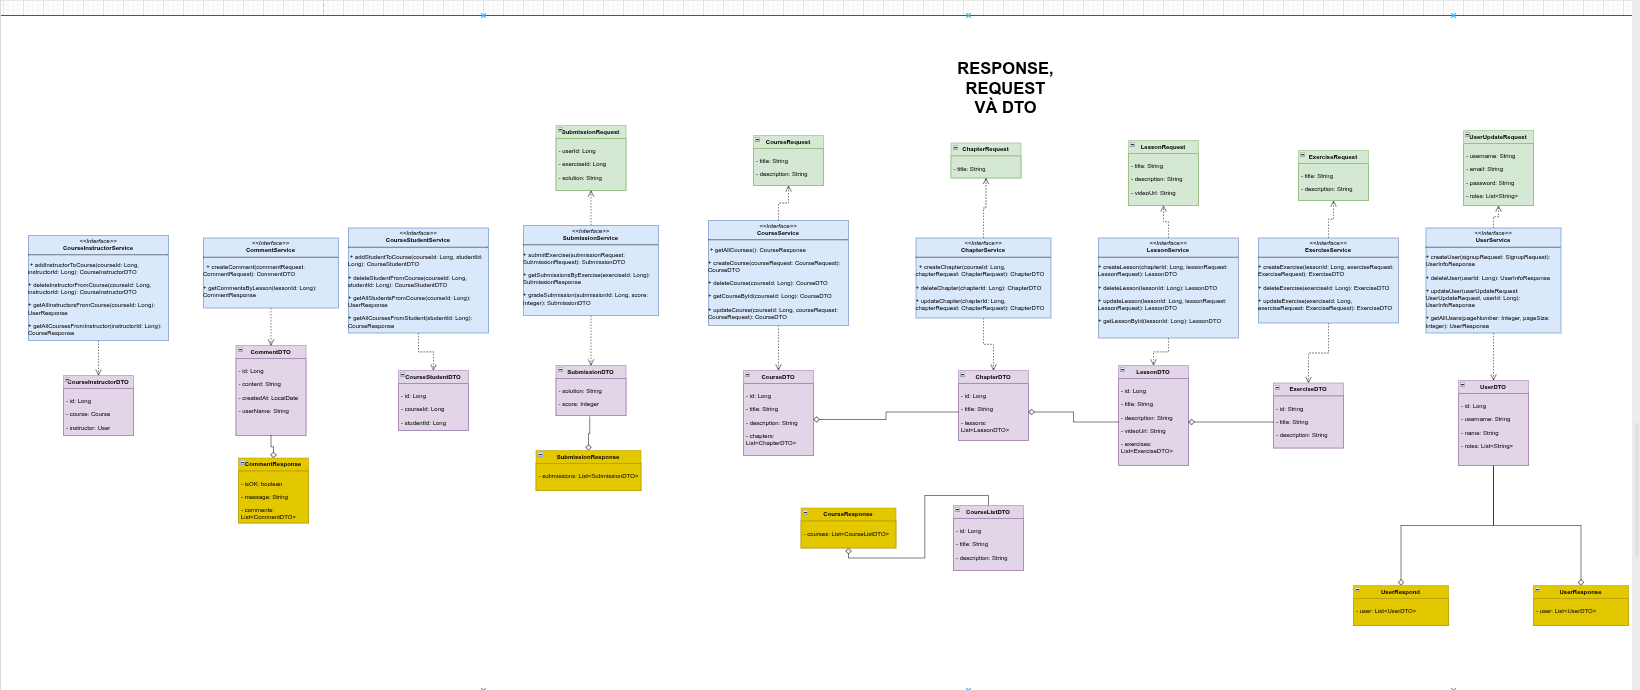 RESPONSE,
REQUEST
VÀ DTO
SubmissionRequest
- userId: Long
- exerciseId: Long
- solution: String
CourseRequest
- title: String
- description: String
ChapterRequest
- title: String
LessonRequest
- title: String
- description: String
- videoUrl: String
ExerciseRequest
- title: String
- description: String
UserUpdateRequest
- username: String
- email: String
- password: String
- roles: List<String>
<<Interface>>
CourseInstructorService
+ addInstructorToCourse(courseId: Long,
instructorId: Long): CourseInstructorDTO
+ deleteInstructorFromCourse(courseId: Long,
instructorId: Long): CourseInstructorDTO
+ getAllInstructorsFromCourse(courseId: Long):
UserResponse
+ getAllCoursesFromInstructor(instructorId: Long):
CourseResponse
<<Interface>>
CommentService
+ createComment(commentRequest:
CommentRequest): CommentDTO
+ getCommentsByLesson(lessonId: Long):
CommentResponse
<<Interface>>
CourseStudentService
+ addStudentToCourse(courseId: Long, studentId:
Long): CourseStudentDTO
+ deleteStudentFromCourse(courseId: Long,
studentId: Long): CourseStudentDTO
+ getAllStudentsFromCourse(courseId: Long):
UserResponse
+ getAllCoursesFromStudent(studentId: Long):
CourseResponse
<<Interface>>
SubmissionService
+ submitExercise(submissionRequest:
SubmissionRequest): SubmissionDTO
+ getSubmissionsByExercise(exerciseId: Long):
SubmissionResponse
+ gradeSubmission(submissionId: Long, score:
Integer): SubmissionDTO
<<Interface>>
CourseService
+ getAllCourses(): CourseResponse
+ createCourse(courseRequest: CourseRequest):
CourseDTO
+ deleteCourse(courseId: Long): CourseDTO
+ getCourseById(courseId: Long): CourseDTO
+ updateCourse(courseId: Long, courseRequest:
CourseRequest): CourseDTO
<<Interface>>
ChapterService
+ createChapter(courseId: Long,
chapterRequest: ChapterRequest): ChapterDTO
+ deleteChapter(chapterId: Long): ChapterDTO
+ updateChapter(chapterId: Long,
chapterRequest: ChapterRequest): ChapterDTO
<<Interface>>
LessonService
+ createLesson(chapterId: Long, lessonRequest:
LessonRequest): LessonDTO
+ deleteLesson(lessonId: Long): LessonDTO
+ updateLesson(lessonId: Long, lessonRequest:
LessonRequest): LessonDTO
+ getLessonById(lessonId: Long): LessonDTO
<<Interface>>
ExerciseService
+ createExercise(lessonId: Long, exerciseRequest:
ExerciseRequest): ExerciseDTO
+ deleteExercise(exerciseId: Long): ExerciseDTO
+ updateExercise(exerciseId: Long,
exerciseRequest: ExerciseRequest): ExerciseDTO
<<Interface>>
UserService
+ createUser(signupRequest: SignupRequest):
UserInfoResponse
+ deleteUser(userId: Long): UserInfoResponse
+ updateUser(userUpdateRequest:
UserUpdateRequest, userId: Long):
UserInfoResponse
+ getAllUsers(pageNumber: Integer, pageSize:
Integer): UserResponse
CourseInstructorDTO
- id: Long
- course: Course
- instructor: User
CommentDTO
- id: Long
- content: String
- createdAt: LocalDate
- userName: String
CourseStudentDTO
- id: Long
- courseId: Long
- studentId: Long
SubmissionDTO
- solution: String
- score: Integer
CourseDTO
- id: Long
- title: String
- description: String
- chapters:
List<ChapterDTO>
ChapterDTO
- id: Long
- title: String
- lessons:
List<LessonDTO>
LessonDTO
- id: Long
- title: String
- description: String
- videoUrl: String
- exercises:
List<ExerciseDTO>
ExerciseDTO
- id: String
- title: String
- description: String
UserDTO
- id: Long
- username: String
- name: String
- roles: List<String>
CommentResponse
- isOK: boolean
- message: String
- comments:
List<CommentDTO>
SubmissionResponse
- submissions: List<SubmissionDTO>
CourseResponse
- courses: List<CourseListDTO>
CourseListDTO
- id: Long
- title: String
- description: String
UserRespond
- user: List<UserDTO>
UserResponse
- user: List<UserDTO>